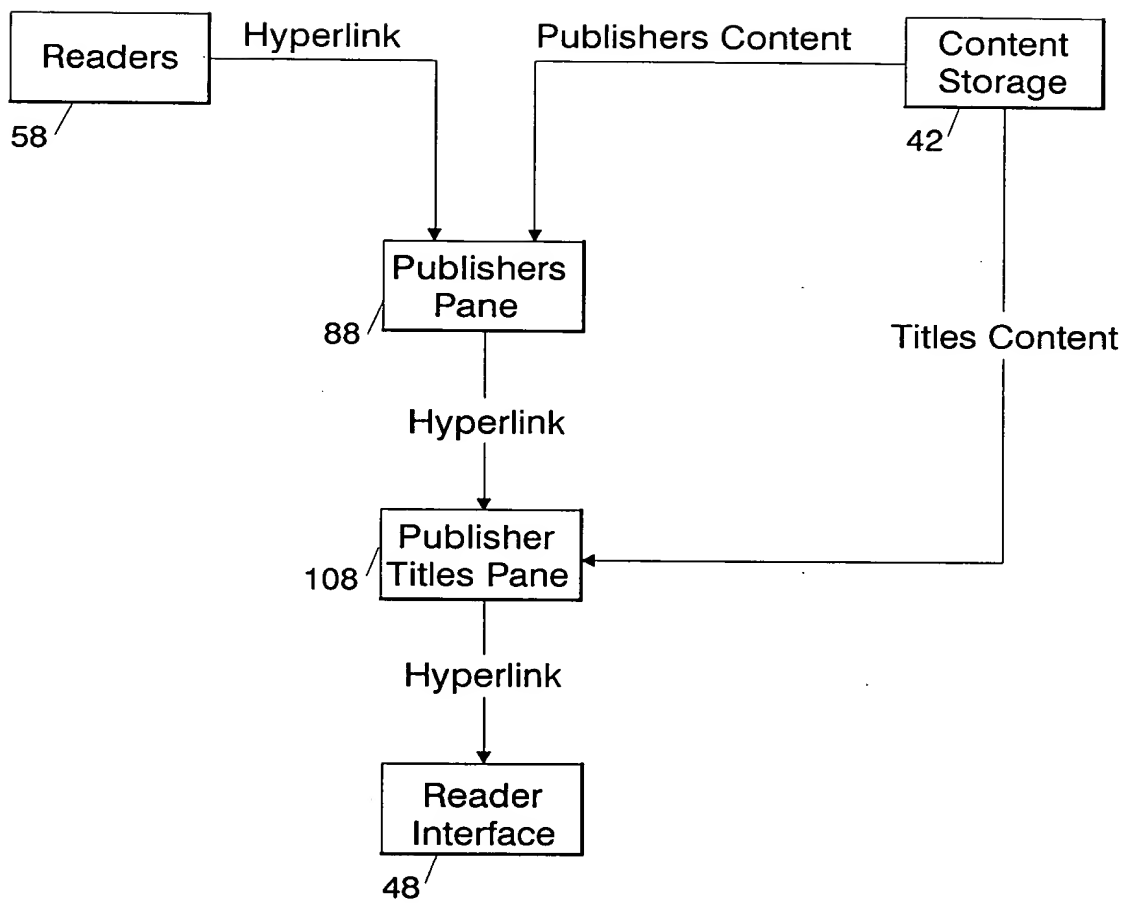 Readers
Hyperlink
Publishers Content
Content
Storage
58
42
Publishers
Pane
88
Titles Content
Hyperlink
Publisher
Titles Pane
108
Hyperlink
Reader
Interface
48